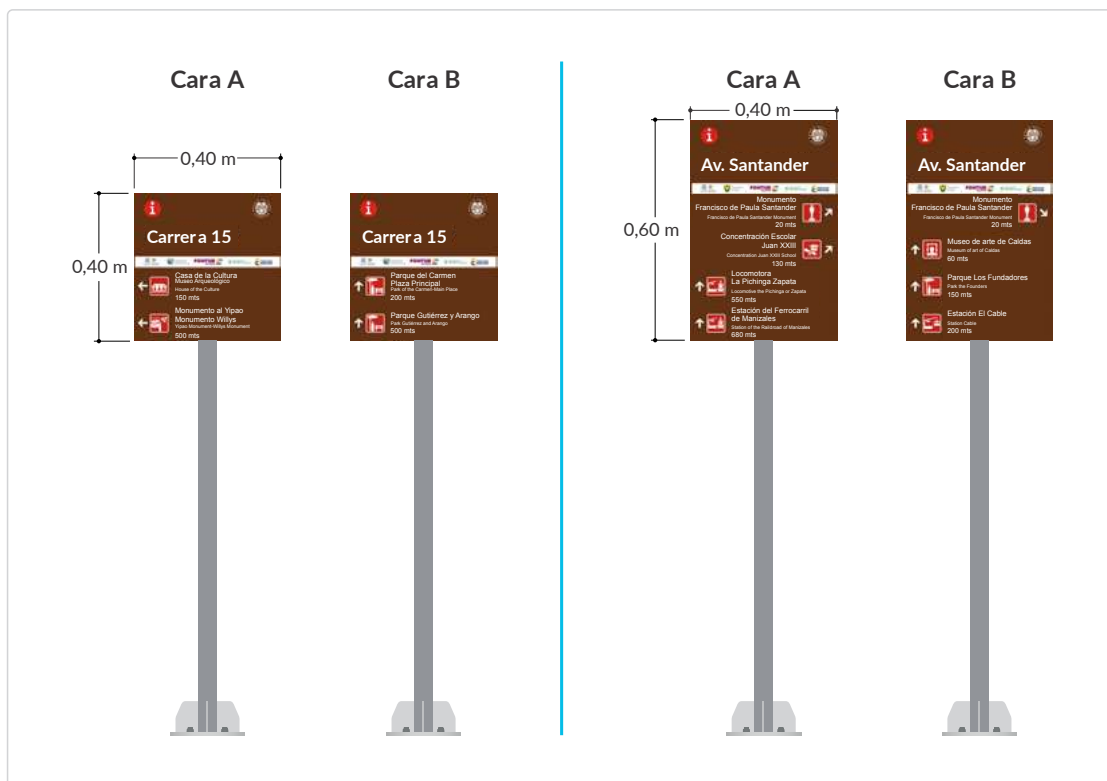 Cara A
0,40 m
0,40 m
Carrera 15
Casa de la Cultura
Museo Arqueológico
House of the Culture
150 mts
Monumento al Yipao
Monumento Willys
Yipao Monument-Willys Monument
500 mts
Cara B
Carrera 15
Parque del Carmen
Plaza Principal
Park of the Carmen-Main Place
200 mts
Parque Gutiérrez y Arango
Park Gutiérrez and Arango
500 mts
Cara A
0,40 m
0,60 m
Av. Santander
Monumento
Francisco de Paula Santander
Francisco de Paula Santander Monument
20 mts
Concentración Escolar
Juan XXIII
Concentration Juan XXIII School
130 mts
Locomotora
La Pichinga Zapata
Locomotive the Pichinga or Zapata
550 mts
Estación del Ferrocarril
de Manizales
Station of the Railroad of Manizales
680 mts
Cara B
Av. Santander
Monumento
Francisco de Paula Santander
Francisco de Paula Santander Monument
20 mts
Museo de arte de Caldas
Museum of art of Caldas
60 mts
Parque Los Fundadores
Park the Founders
150 mts
Estación El Cable
Station Cable
200 mts